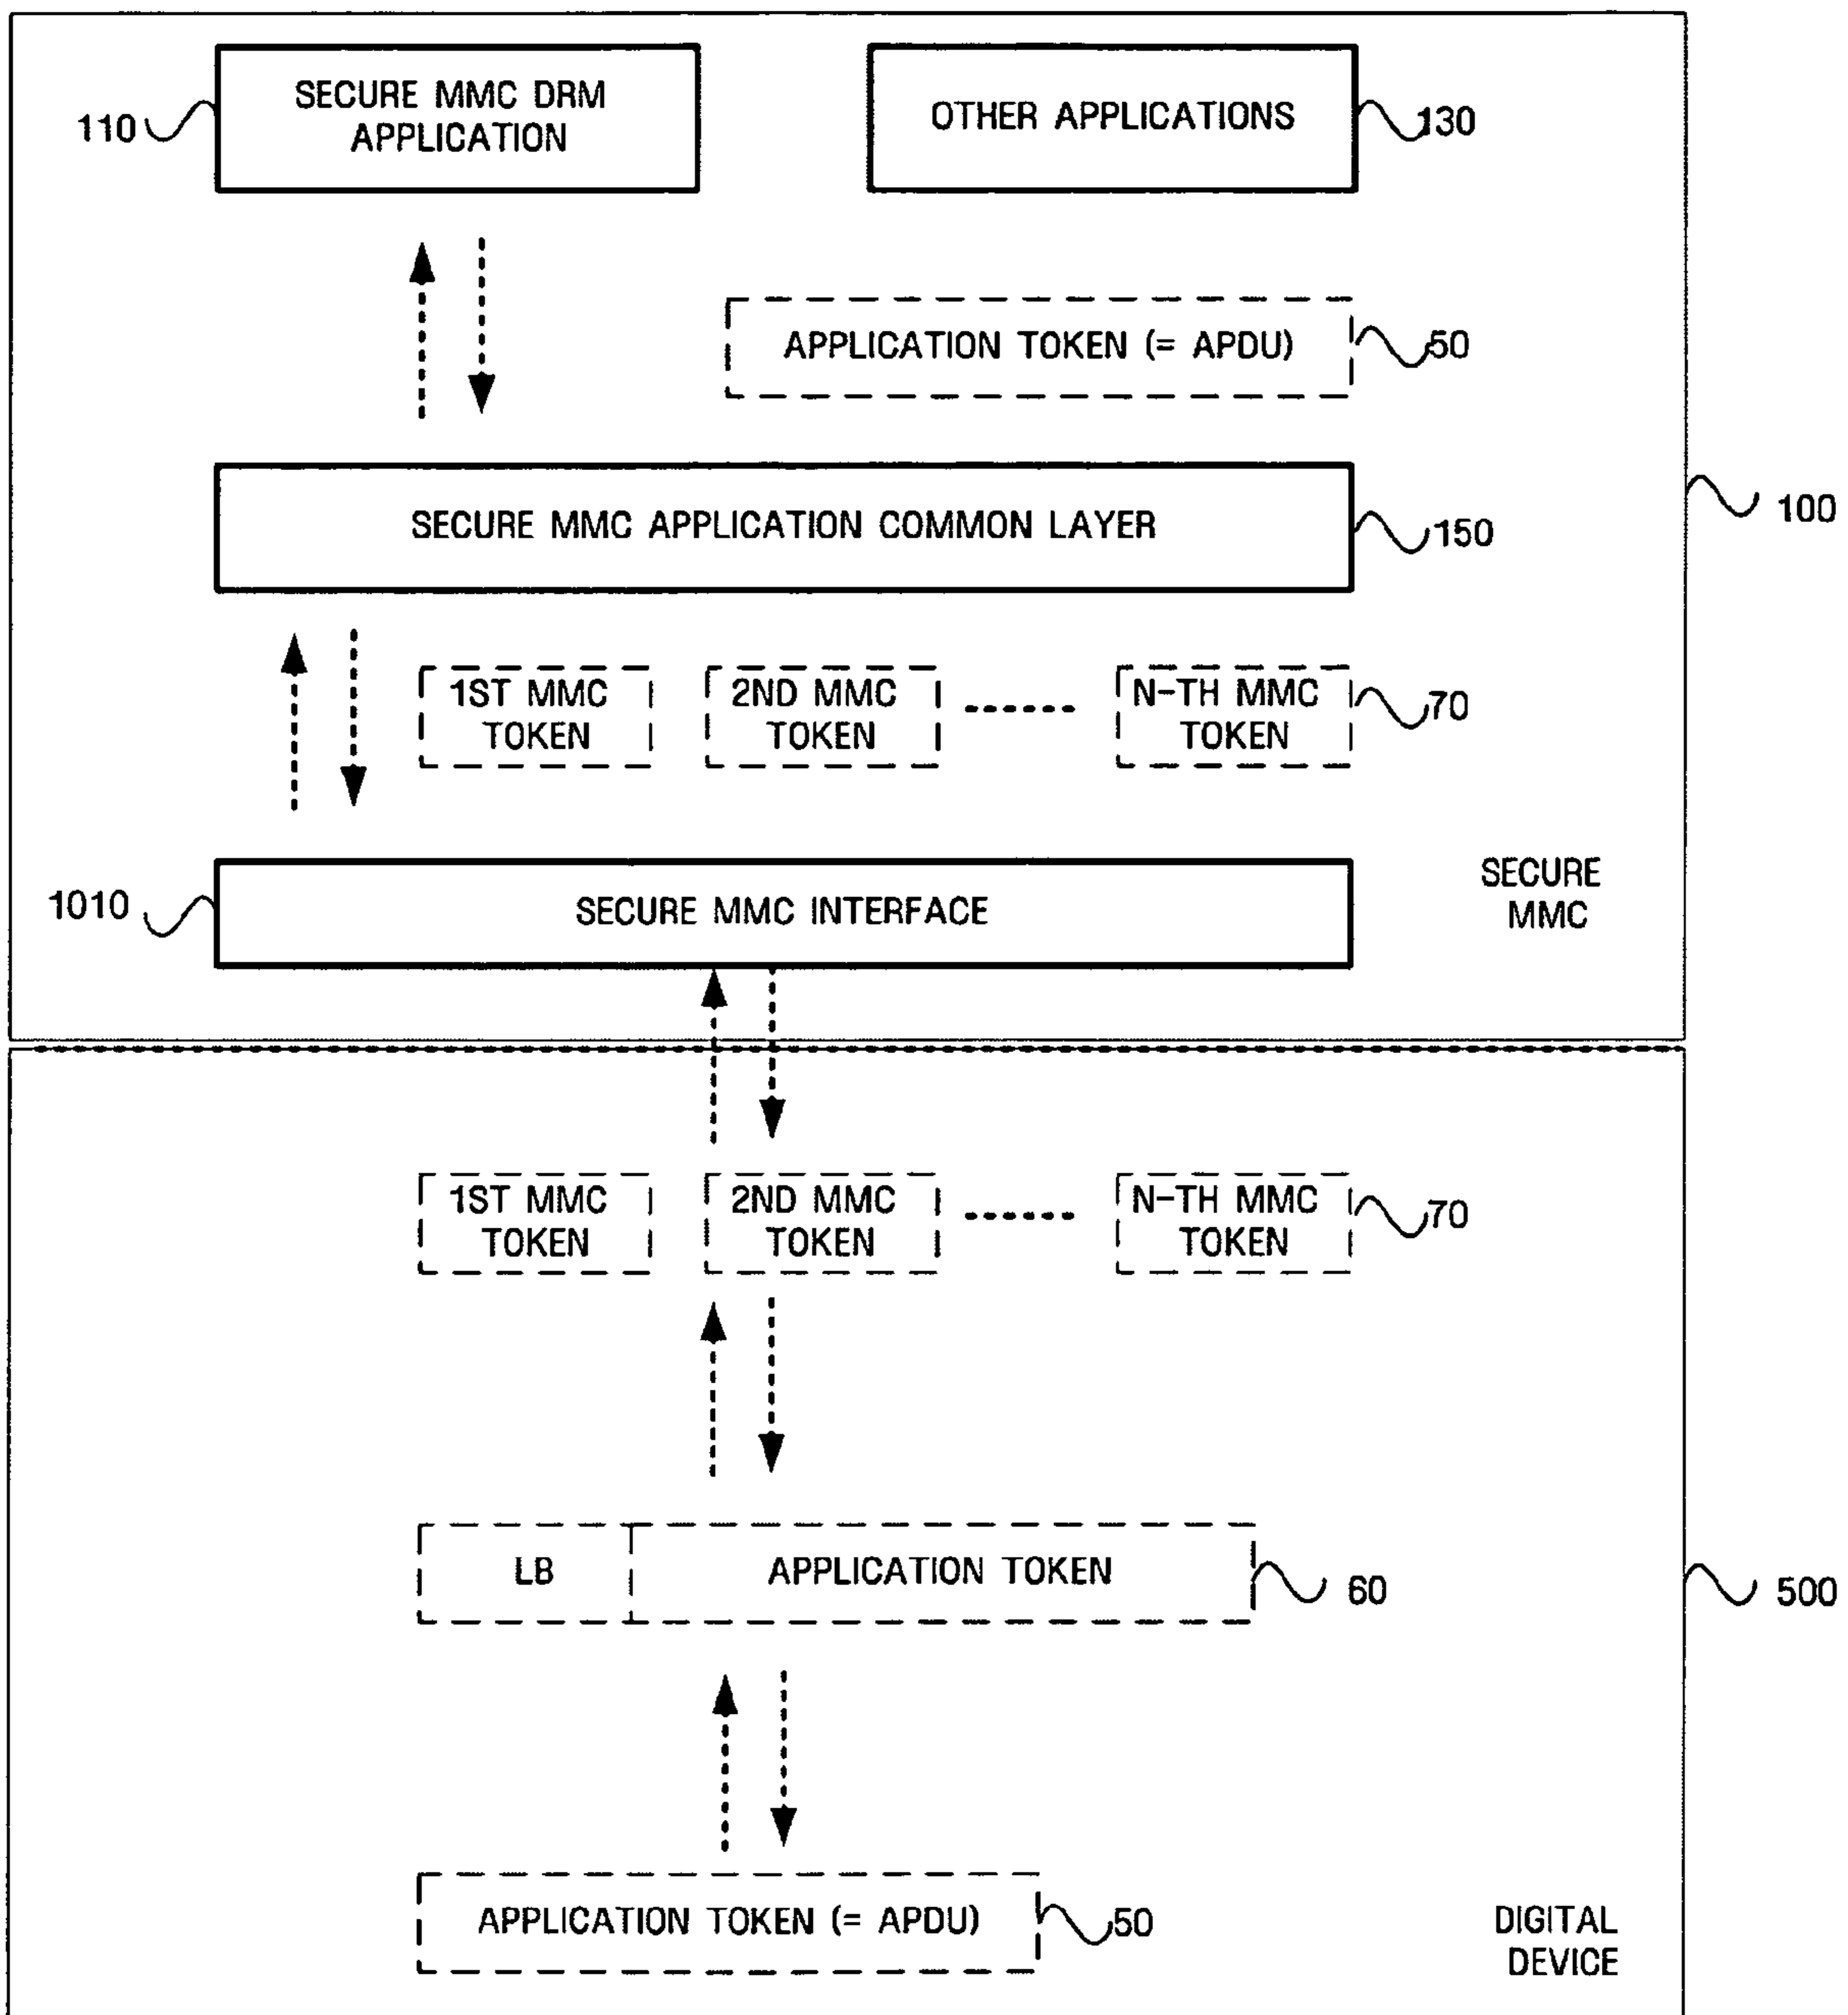 SECURE MMC DRM
APPLICATION
110
OTHER APPLICATIONS
130
APPLICATION TOKEN (= APDU)
50
SECURE MMC APPLICATION COMMON LAYER
150
100
1ST MMC
TOKEN
2ND MMC
TOKEN
N-TH MMC
TOKEN
70
1010
SECURE MMC INTERFACE
SECURE
MMC
1ST MMC
TOKEN
2ND MMC
TOKEN
N-TH MMC
TOKEN
70
LB
APPLICATION TOKEN
60
500
APPLICATION TOKEN (= APDU)
50
DIGITAL
DEVICE